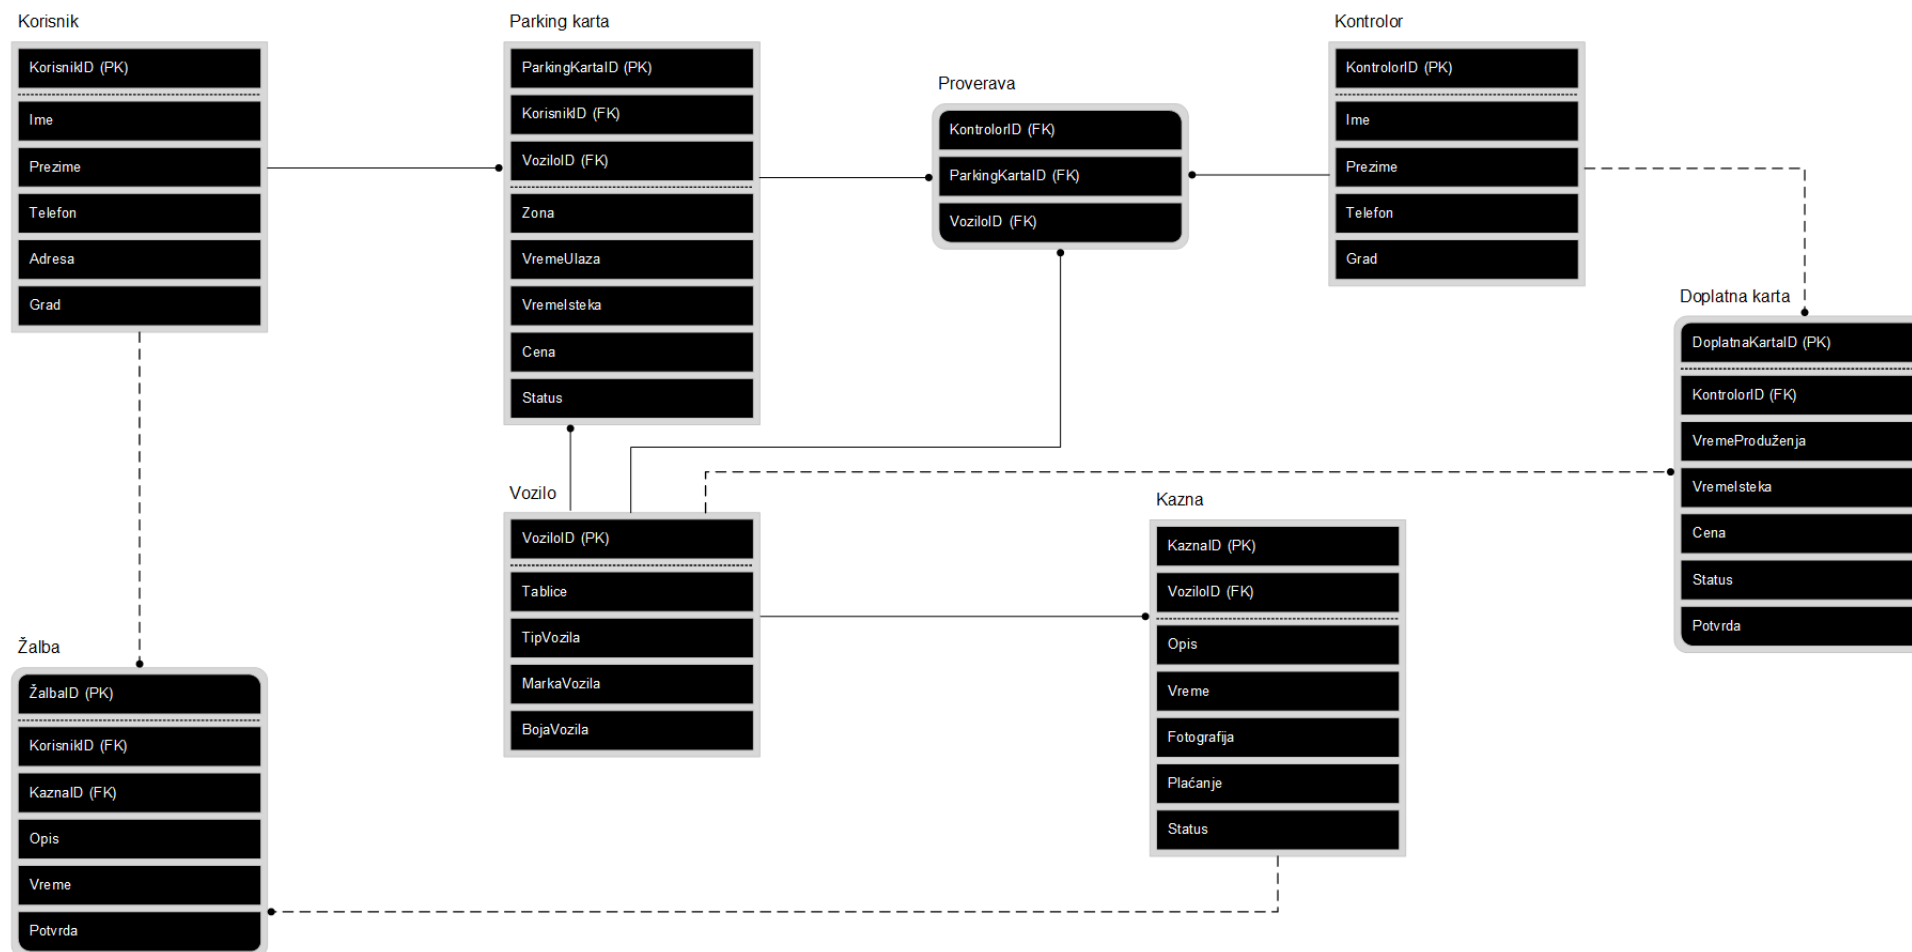 Korisnik
KorisnikID (PK)
Ime
Prezime
Telefon
Adresa
Grad
Parking karta
ParkingKartaID (PK)
KorisnikID (FK)
VoziloID (FK)
Zona
VremeUlaza
VremeIsteka
Cena
Status
Proverava
KontrolorID (FK)
ParkingKartaID (FK)
VoziloID (FK)
Kontrolor
KontrolorID (PK)
Ime
Prezime
Telefon
Grad
Doplatna karta
DoplatnaKartaID (PK)
KontrolorID (FK)
VremeProduženja
VremeIsteka
Cena
Status
Potvrda
Vozilo
VoziloID (PK)
Tablice
TipVozila
MarkaVozila
BojaVozila
Kazna
KaznaID (PK)
VoziloID (FK)
Opis
Vreme
Fotografija
Plaćanje
Status
Žalba
ŽalbaID (PK)
KorisnikID (FK)
KaznaID (FK)
Opis
Vreme
Potvrda